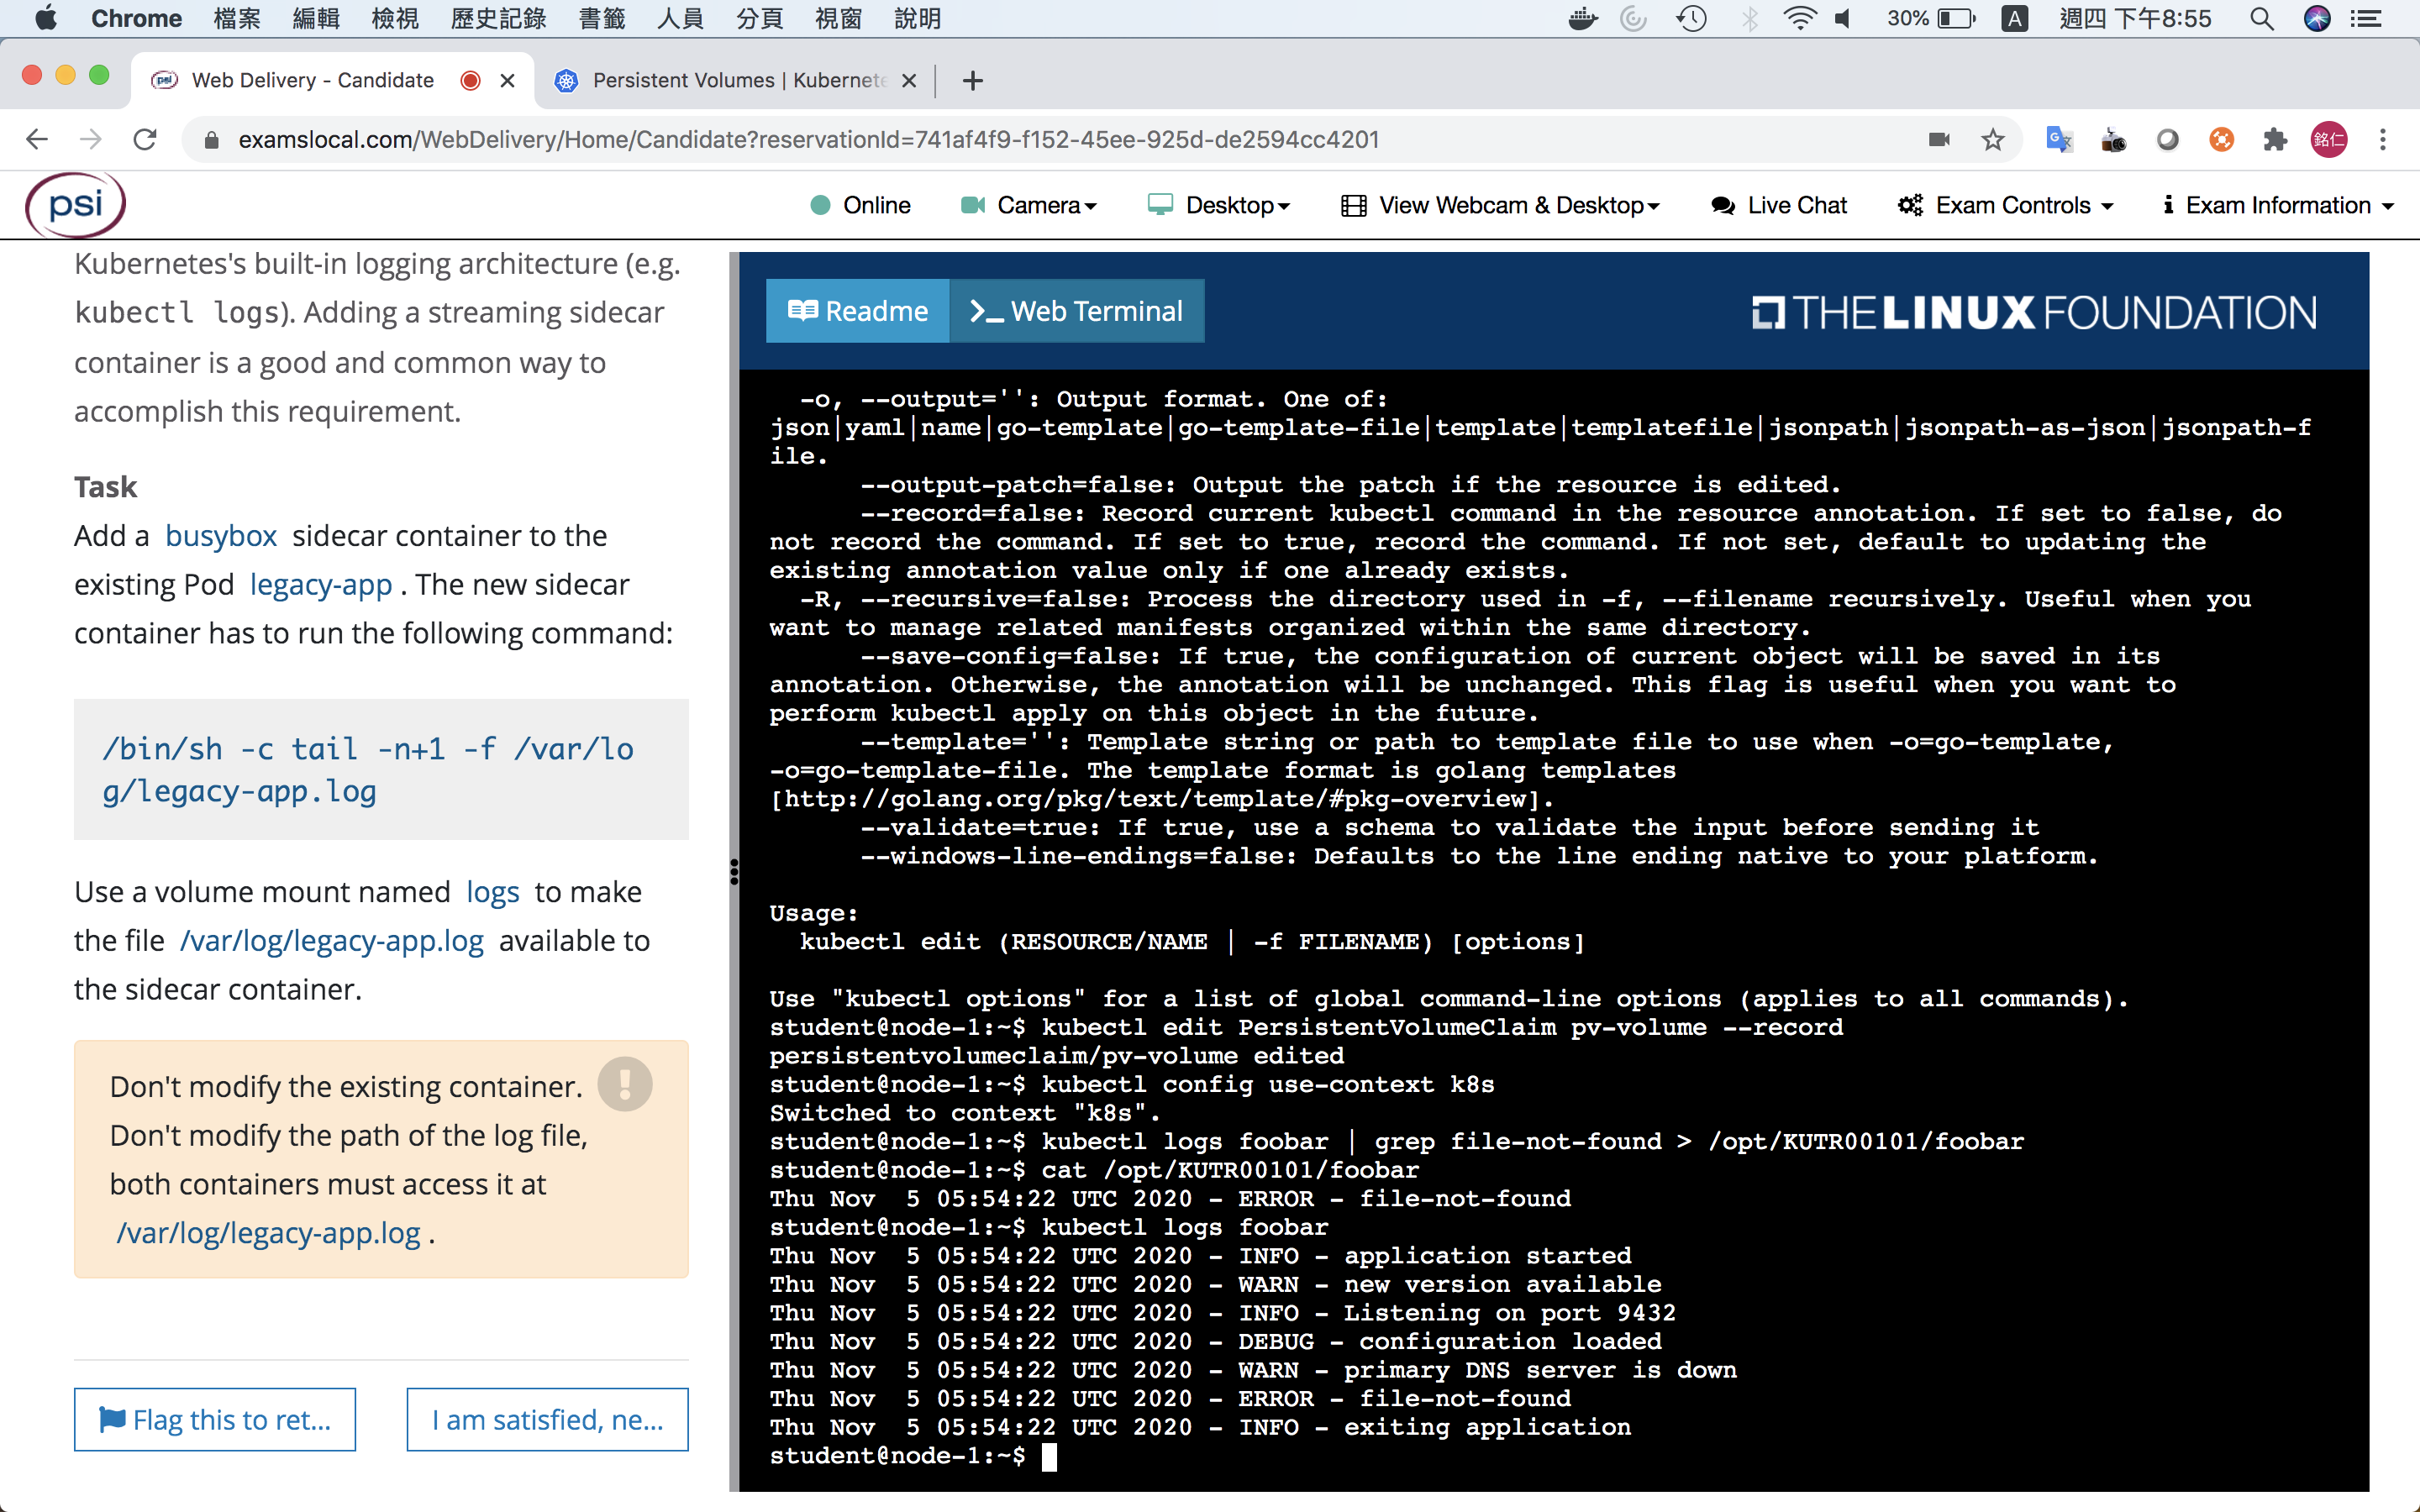 Chrome 檔案 編輯 檢視 歷史記錄 書籤 人員 分頁 視窗 說明 30% A 週四 下午8:55
psi Web Delivery - Candidate Persistent Volumes | Kubernete
examslocal.com/WebDelivery/Home/Candidate?reservationId=741af4f9-f152-45ee-925d-de2594cc4201 銘仁
psi Online Camera Desktop View Webcam & Desktop Live Chat Exam Controls Exam Information
Kubernetes's built-in logging architecture (e.g.
kubectl logs). Adding a streaming sidecar
container is a good and common way to
accomplish this requirement.
Task
Add a busybox sidecar container to the
existing Pod legacy-app . The new sidecar
container has to run the following command:
/bin/sh -c tail -n+1 -f /var/lo
g/legacy-app.log
Use a volume mount named logs to make
the file /var/log/legacy-app.log available to
the sidecar container.
Don't modify the existing container.
Don't modify the path of the log file,
both containers must access it at
/var/log/legacy-app.log .
Flag this to ret...
I am satisfied, ne...
Readme
>_ Web Terminal
THE LINUX FOUNDATION
-o, --output='': Output format. One of:
json|yaml|name|go-template|go-template-file|template|templatefile|jsonpath|jsonpath-as-json|jsonpath-f
ile.
--output-patch=false: Output the patch if the resource is edited.
--record=false: Record current kubectl command in the resource annotation. If set to false, do
not record the command. If set to true, record the command. If not set, default to updating the
existing annotation value only if one already exists.
-R, --recursive=false: Process the directory used in -f, --filename recursively. Useful when you
want to manage related manifests organized within the same directory.
--save-config=false: If true, the configuration of current object will be saved in its
annotation. Otherwise, the annotation will be unchanged. This flag is useful when you want to
perform kubectl apply on this object in the future.
--template='': Template string or path to template file to use when -o=go-template,
-o=go-template-file. The template format is golang templates
[http://golang.org/pkg/text/template/#pkg-overview].
--validate=true: If true, use a schema to validate the input before sending it
--windows-line-endings=false: Defaults to the line ending native to your platform.
Usage:
kubectl edit (RESOURCE/NAME | -f FILENAME) [options]
Use "kubectl options" for a list of global command-line options (applies to all commands).
student@node-1:~$ kubectl edit PersistentVolumeClaim pv-volume --record
persistentvolumeclaim/pv-volume edited
student@node-1:~$ kubectl config use-context k8s
Switched to context "k8s".
student@node-1:~$ kubectl logs foobar | grep file-not-found > /opt/KUTR00101/foobar
student@node-1:~$ cat /opt/KUTR00101/foobar
Thu Nov  5 05:54:22 UTC 2020 - ERROR - file-not-found
student@node-1:~$ kubectl logs foobar
Thu Nov  5 05:54:22 UTC 2020 - INFO - application started
Thu Nov  5 05:54:22 UTC 2020 - WARN - new version available
Thu Nov  5 05:54:22 UTC 2020 - INFO - Listening on port 9432
Thu Nov  5 05:54:22 UTC 2020 - DEBUG - configuration loaded
Thu Nov  5 05:54:22 UTC 2020 - WARN - primary DNS server is down
Thu Nov  5 05:54:22 UTC 2020 - ERROR - file-not-found
Thu Nov  5 05:54:22 UTC 2020 - INFO - exiting application
student@node-1:~$